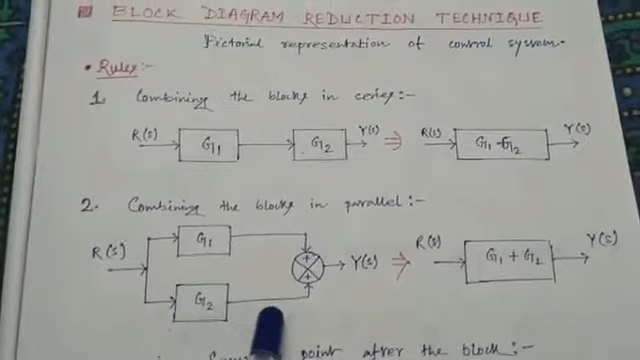 BLOCK DIAGRAM REDUCTION TECHNIQUE
Pictorial representation of control system.
• Rules:-
1. Combining the blocks in series:-
R(s) G1 G2 Y(s) ⇒ R(s) G1 - G2 Y(s)
2. Combining the blocks in parallel:-
R(s) G1 G2 + + Y(s) ⇒ R(s) G1 + G2 Y(s)
point after the block:-